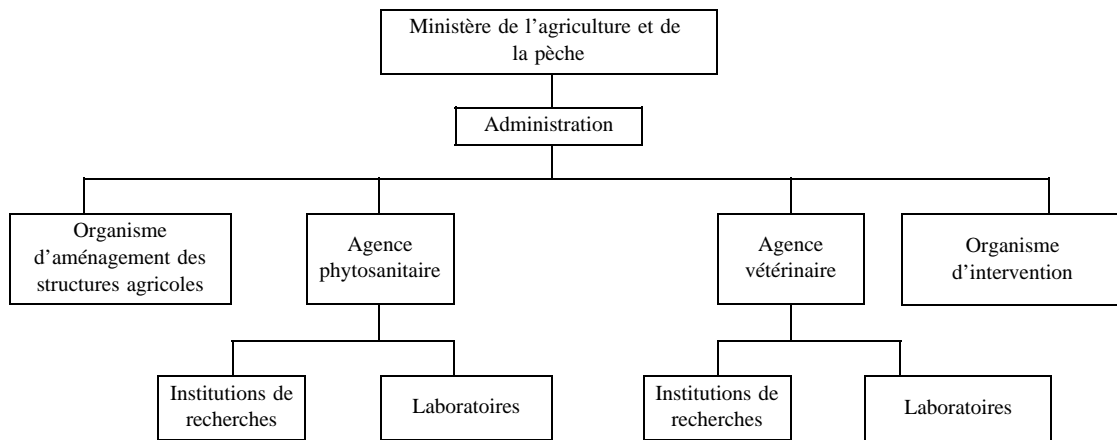 Ministère de l’agriculture et de
la pèche
Administration
Organisme
d’aménagement des
structures agricoles
Agence
phytosanitaire
Agence
vétérinaire
Organisme
d’intervention
Institutions de
recherches
Laboratoires
Institutions de
recherches
Laboratoires